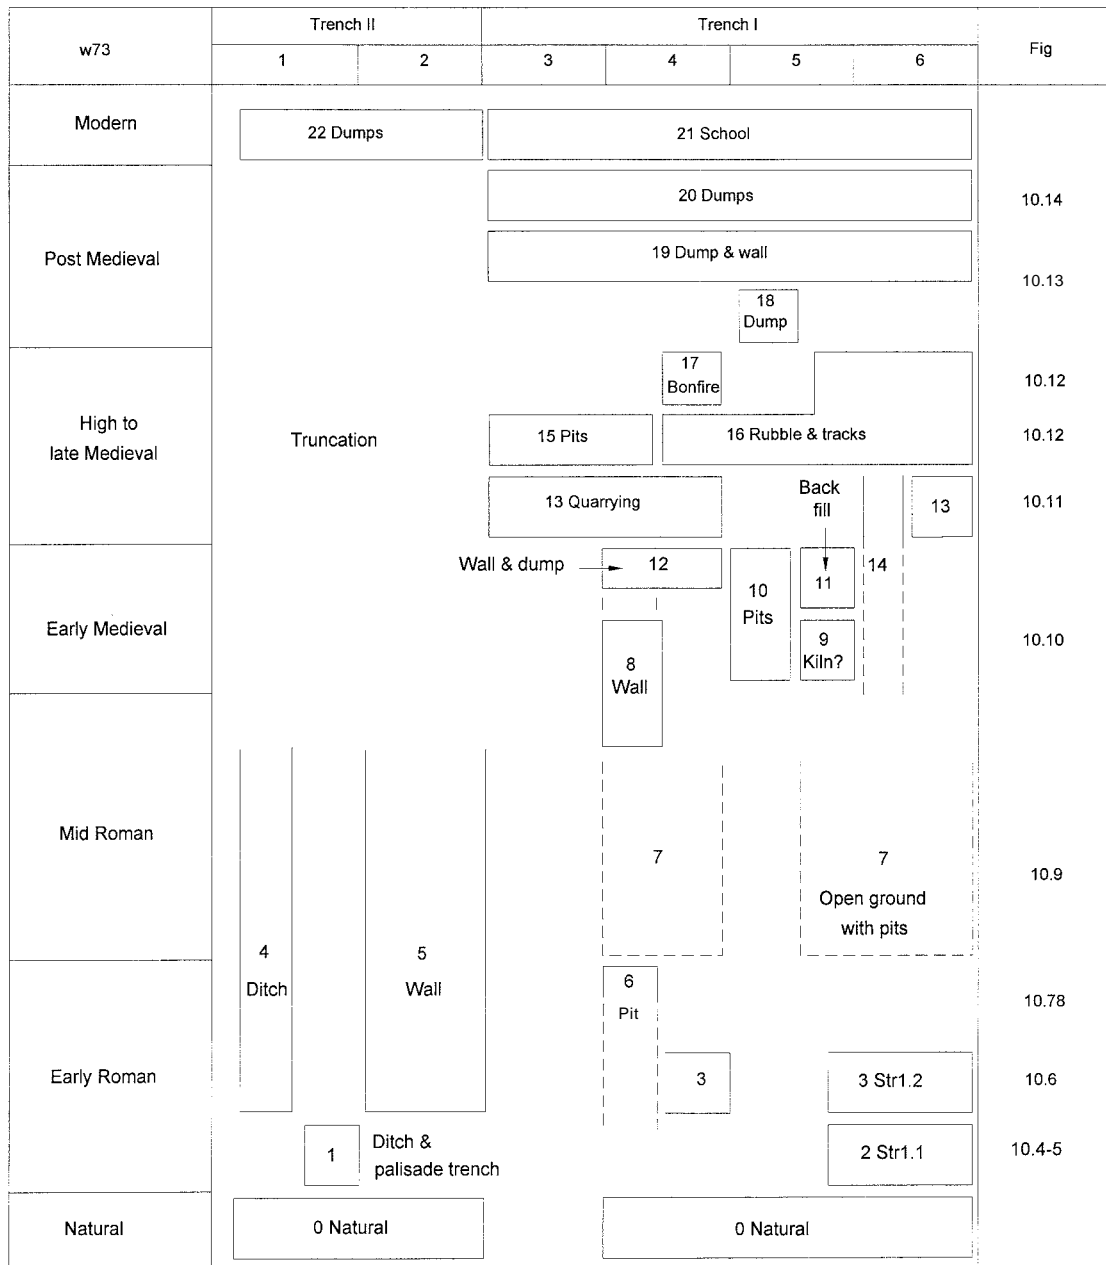 w73
Trench II
Trench I
Fig
1
2
3
4
5
6
Modern
22 Dumps
21 School
Post Medieval
20 Dumps
10.14
19 Dump & wall
10.13
18
Dump
High to
late Medieval
Truncation
17
Bonfire
10.12
15 Pits
16 Rubble & tracks
10.12
13 Quarrying
Back
fill
13
10.11
Early Medieval
Wall & dump
12
10
Pits
11
14
8
Wall
9
Kiln?
10.10
Mid Roman
7
7
Open ground
with pits
10.9
4
Ditch
5
Wall
Early Roman
6
Pit
10.78
3
3 Str1.2
10.6
1
Ditch &
palisade trench
2 Str1.1
10.4-5
Natural
0 Natural
0 Natural